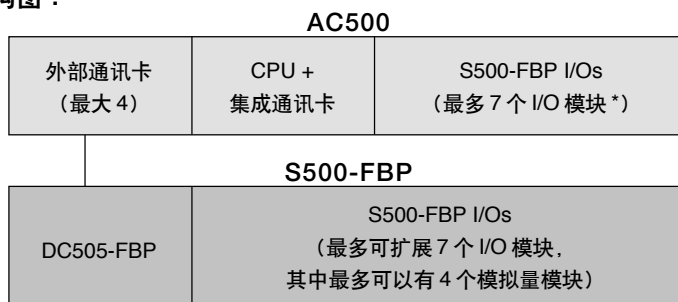 构图：
AC500
外部通讯卡
（最大 4）
CPU +
集成通讯卡
S500-FBP I/Os
（最多 7 个 I/O 模块 *）
S500-FBP
DC505-FBP
S500-FBP I/Os
（最多可扩展 7 个 I/O 模块，
其中最多可以有 4 个模拟量模块）